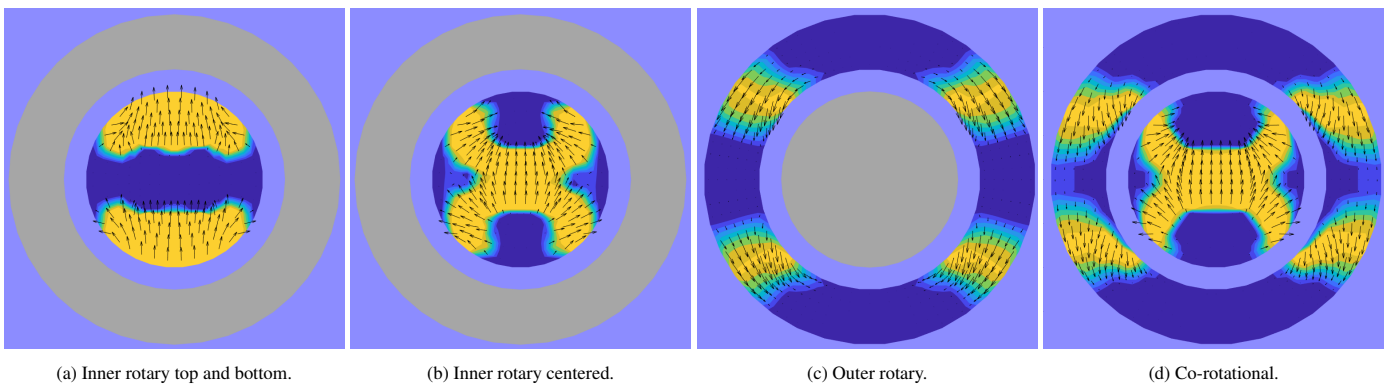 (a) Inner rotary top and bottom.
(b) Inner rotary centered.
(c) Outer rotary.
(d) Co-rotational.